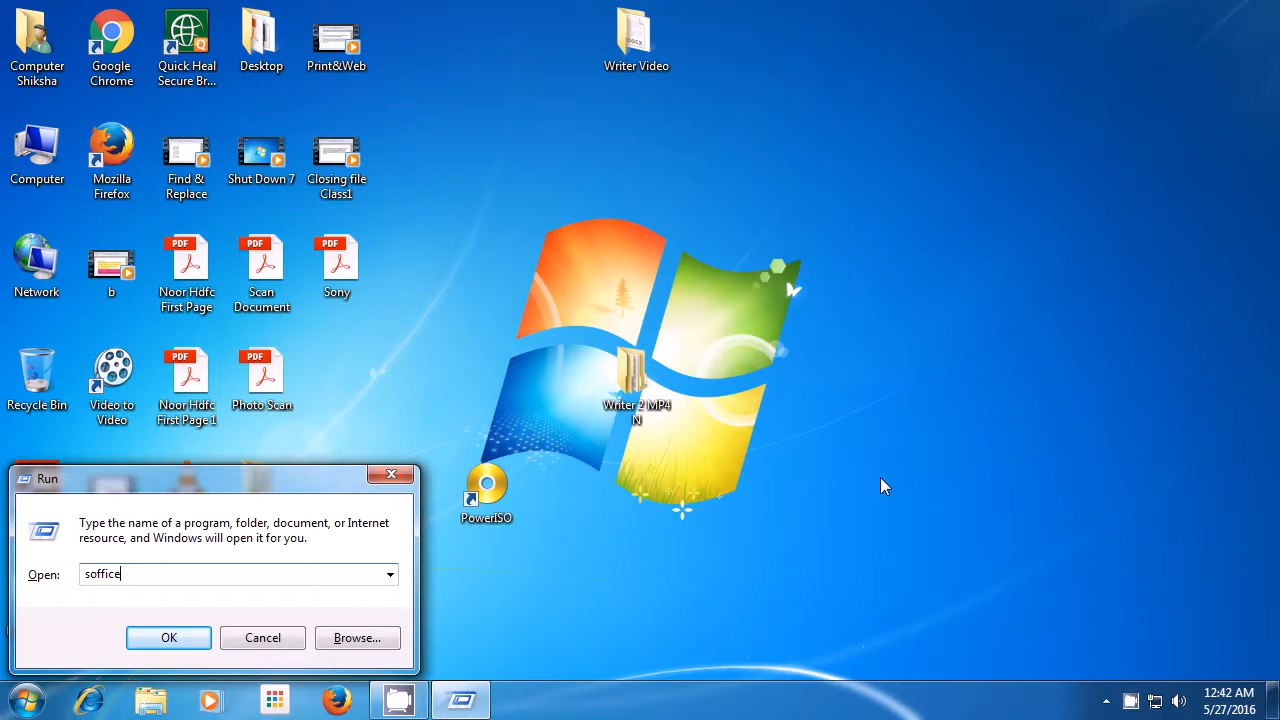 Computer
Shiksha
Google
Chrome
Quick Heal
Secure Br...
Desktop
Print&Web
Writer Video
Computer
Mozilla
Firefox
Find &
Replace
Shut Down 7
Closing file
Class1
Network
b
PDF
Noor Hdfc
First Page
PDF
Scan
Document
PDF
Sony
Recycle Bin
Video to
Video
PDF
Noor Hdfc
First Page 1
PDF
Photo Scan
Writer 2 MP4
N
PowerISO
Run
Type the name of a program, folder, document, or Internet
resource, and Windows will open it for you.
Open:
soffice
OK
Cancel
Browse...
12:42 AM
5/27/2016